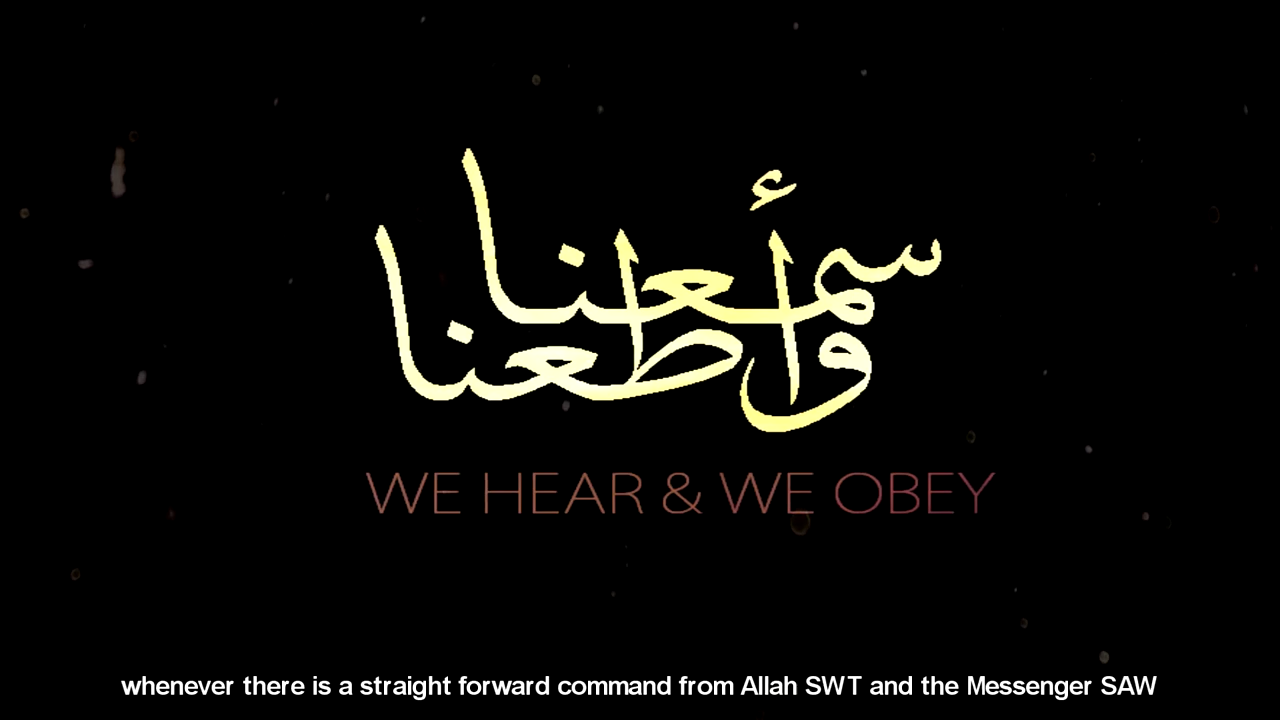 سمعنا
وأطعنا
WE HEAR & WE OBEY
whenever there is a straight forward command from Allah SWT and the Messenger SAW